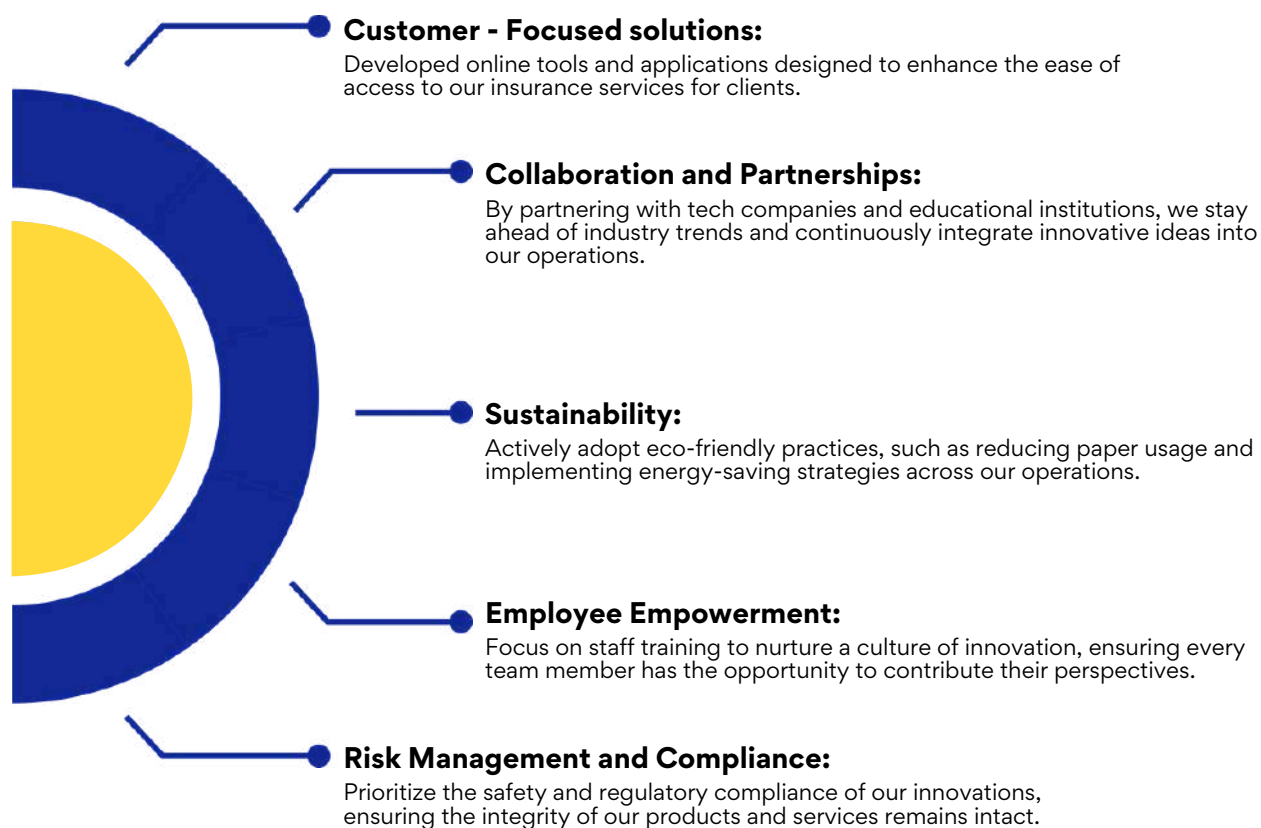 Customer - Focused solutions:
Developed online tools and applications designed to enhance the ease of
access to our insurance services for clients.
Collaboration and Partnerships:
By partnering with tech companies and educational institutions, we stay
ahead of industry trends and continuously integrate innovative ideas into
our operations.
Sustainability:
Actively adopt eco-friendly practices, such as reducing paper usage and
implementing energy-saving strategies across our operations.
Employee Empowerment:
Focus on staff training to nurture a culture of innovation, ensuring every
team member has the opportunity to contribute their perspectives.
Risk Management and Compliance:
Prioritize the safety and regulatory compliance of our innovations,
ensuring the integrity of our products and services remains intact.